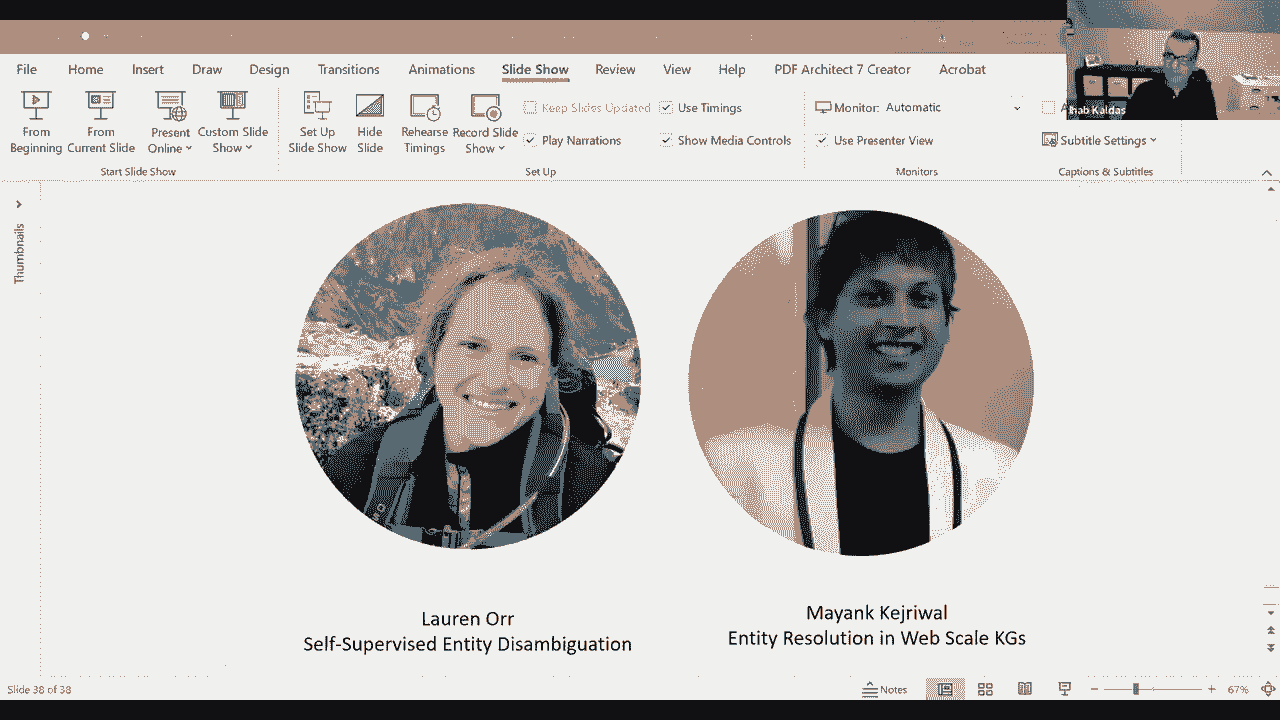 File Home Insert Draw Design Transitions Animations Slide Show Review View Help PDF Architect 7 Creator Acrobat
From Beginning
From Current Slide
Present Online
Custom Slide Show
Start Slide Show
Set Up Slide Show
Hide Slide
Rehearse Timings
Record Slide Show
Keep Slides Updated
Play Narrations
Use Timings
Show Media Controls
Set Up
Monitor: Automatic
Use Presenter View
Monitors
Subtitle Settings
Captions & Subtitles
Ihab Kaldas
Thumbnails
Lauren Orr
Self-Supervised Entity Disambiguation
Mayank Kejriwal
Entity Resolution in Web Scale KGs
Slide 38 of 38
Notes
67%